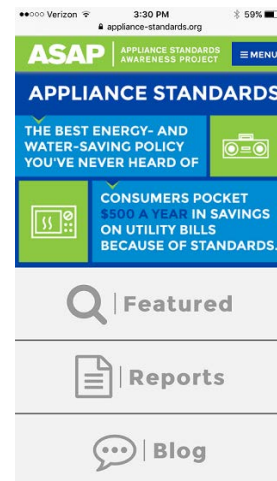 ●●○○○ Verizon 3:30 PM 59%
appliance-standards.org
ASAP APPLIANCE STANDARDS AWARENESS PROJECT ≡ MENU
APPLIANCE STANDARDS
THE BEST ENERGY- AND
WATER-SAVING POLICY
YOU'VE NEVER HEARD OF
CONSUMERS POCKET
$500 A YEAR IN SAVINGS
ON UTILITY BILLS
BECAUSE OF STANDARDS.
Featured
Reports
Blog